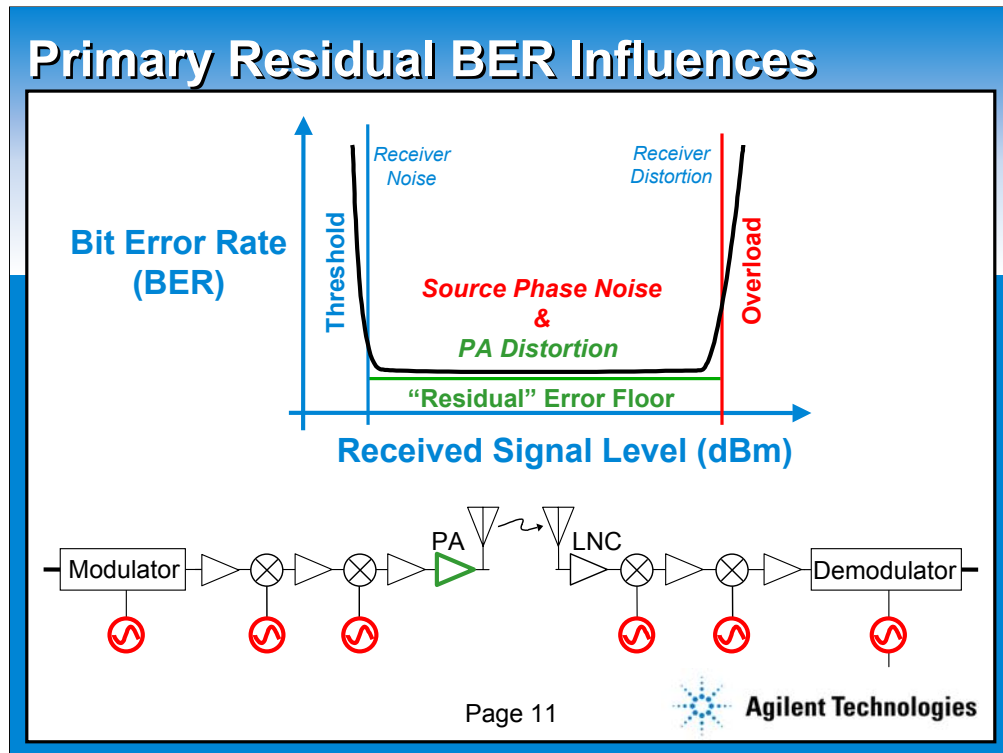 Primary Residual BER Influences
Receiver
Noise
Receiver
Distortion
Bit Error Rate
(BER)
Threshold
Source Phase Noise
&
PA Distortion
Overload
“Residual” Error Floor
Received Signal Level (dBm)
PA
LNC
Modulator
Demodulator
Page 11
Agilent Technologies